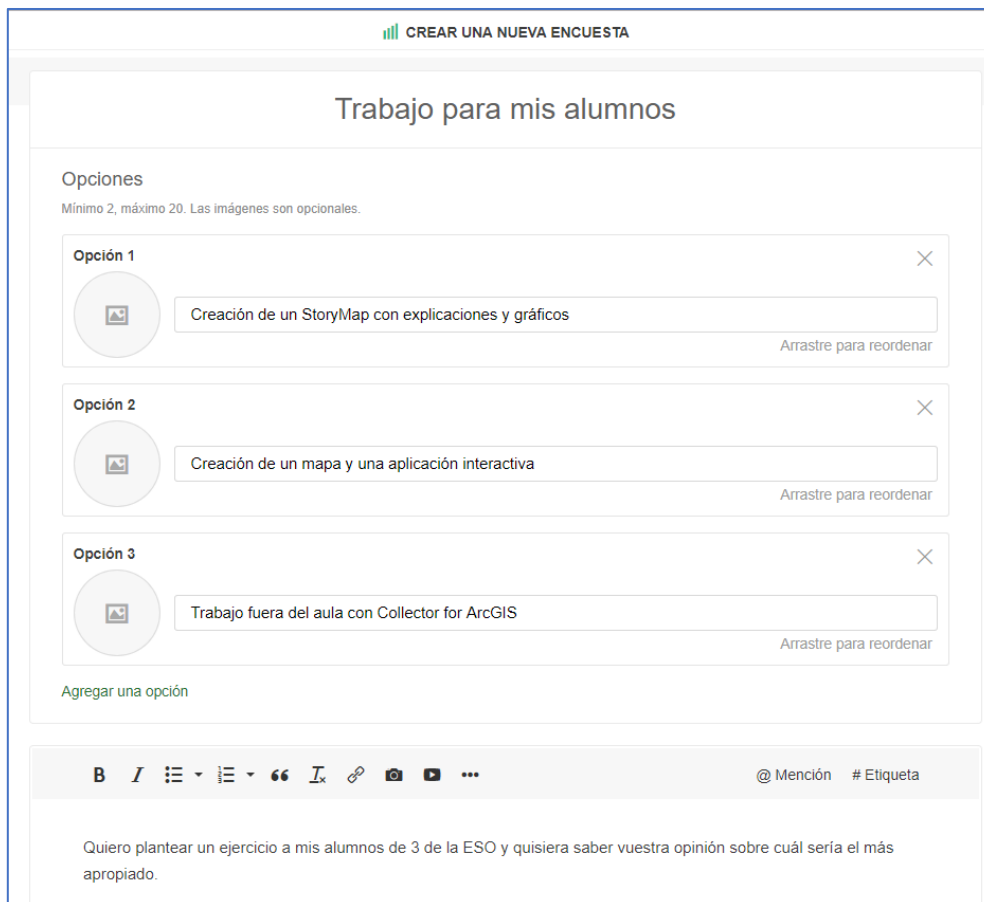 CREAR UNA NUEVA ENCUESTA
Trabajo para mis alumnos
Opciones
Mínimo 2, máximo 20. Las imágenes son opcionales.
Opción 1
Creación de un StoryMap con explicaciones y gráficos
Arrastre para reordenar
Opción 2
Creación de un mapa y una aplicación interactiva
Arrastre para reordenar
Opción 3
Trabajo fuera del aula con Collector for ArcGIS
Arrastre para reordenar
Agregar una opción
@ Mención # Etiqueta
Quiero plantear un ejercicio a mis alumnos de 3 de la ESO y quisiera saber vuestra opinión sobre cuál sería el más
apropiado.